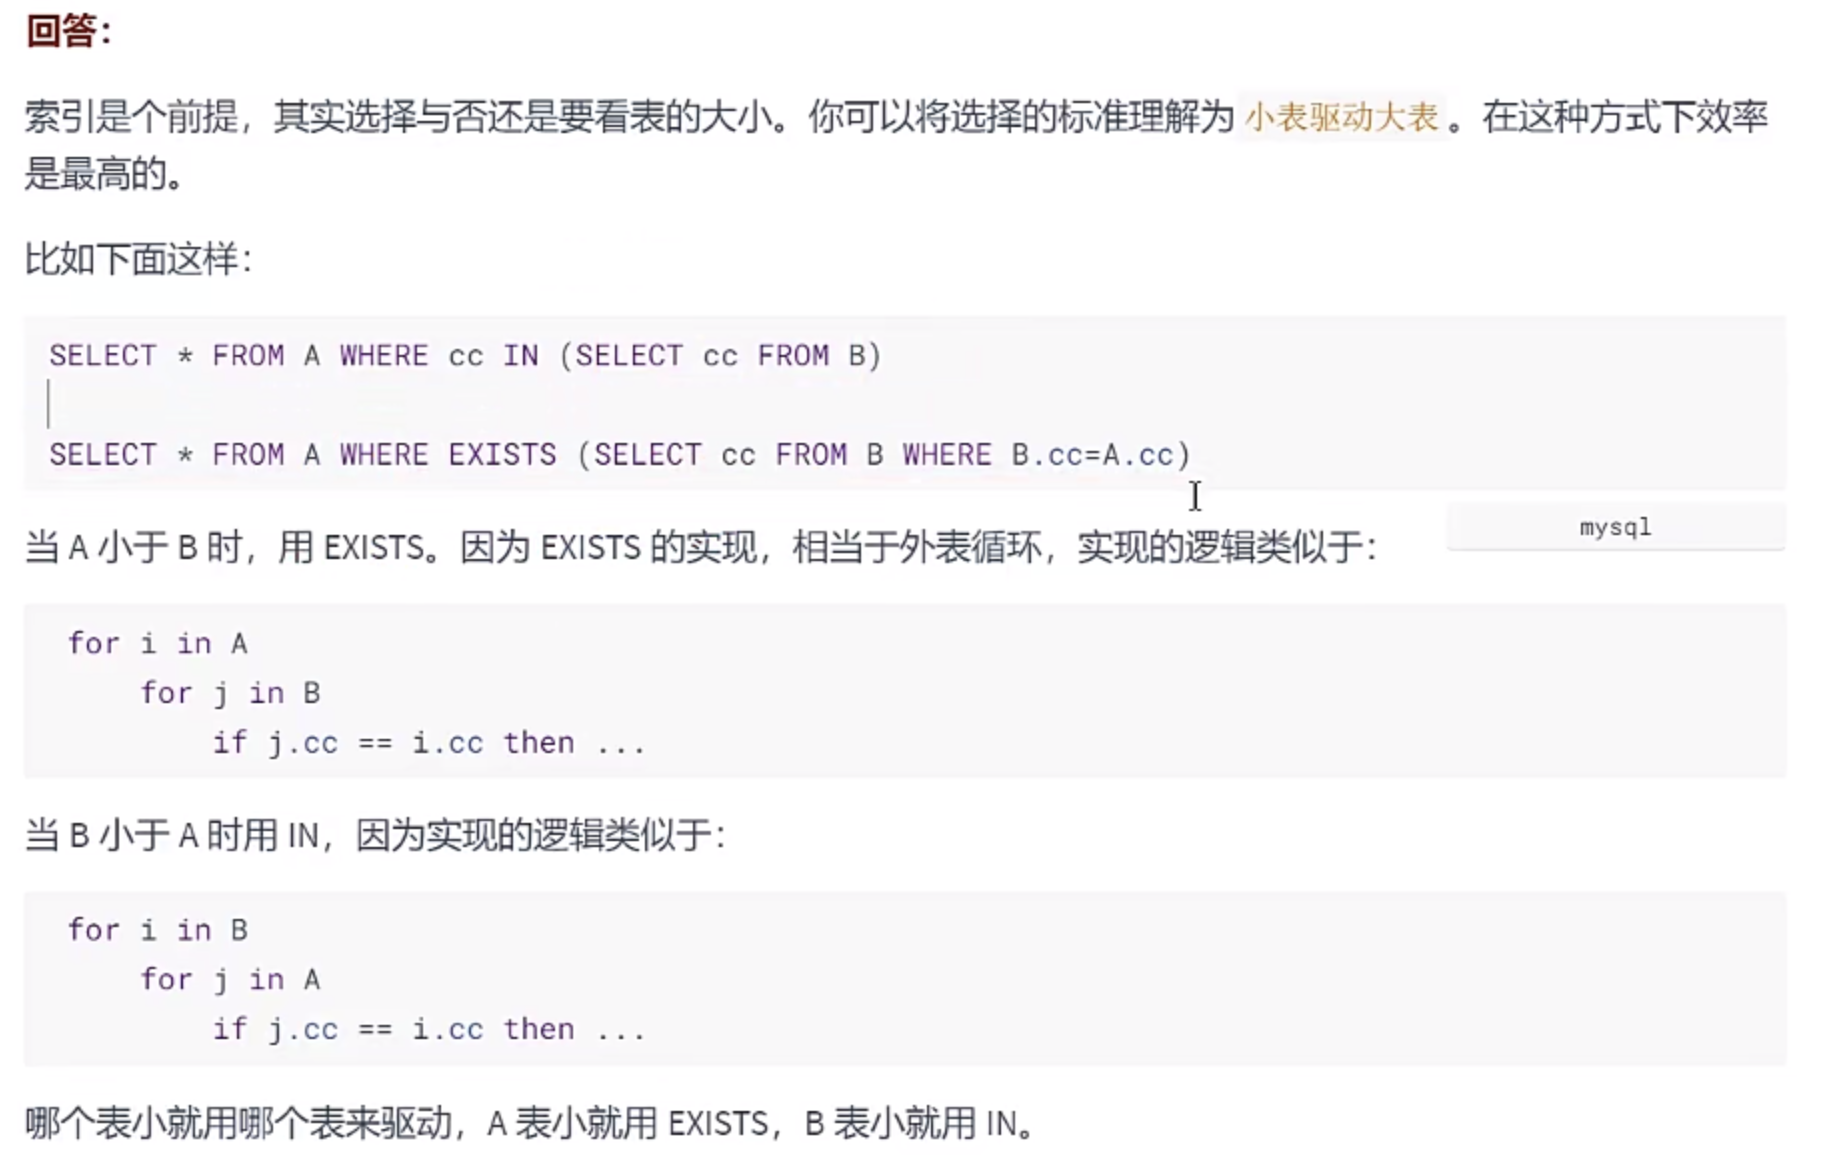 回答：
索引是个前提，其实选择与否还是要看表的大小。你可以将选择的标准理解为 小表驱动大表 。在这种方式下效率
是最高的。
比如下面这样：
SELECT * FROM A WHERE cc IN (SELECT cc FROM B)
SELECT * FROM A WHERE EXISTS (SELECT cc FROM B WHERE B.cc=A.cc)
mysql
当 A 小于 B 时，用 EXISTS。因为 EXISTS 的实现，相当于外表循环，实现的逻辑类似于：
for i in A
    for j in B
        if j.cc == i.cc then ...
当 B 小于 A 时用 IN，因为实现的逻辑类似于：
for i in B
    for j in A
        if j.cc == i.cc then ...
哪个表小就用哪个表来驱动，A 表小就用 EXISTS，B 表小就用 IN。